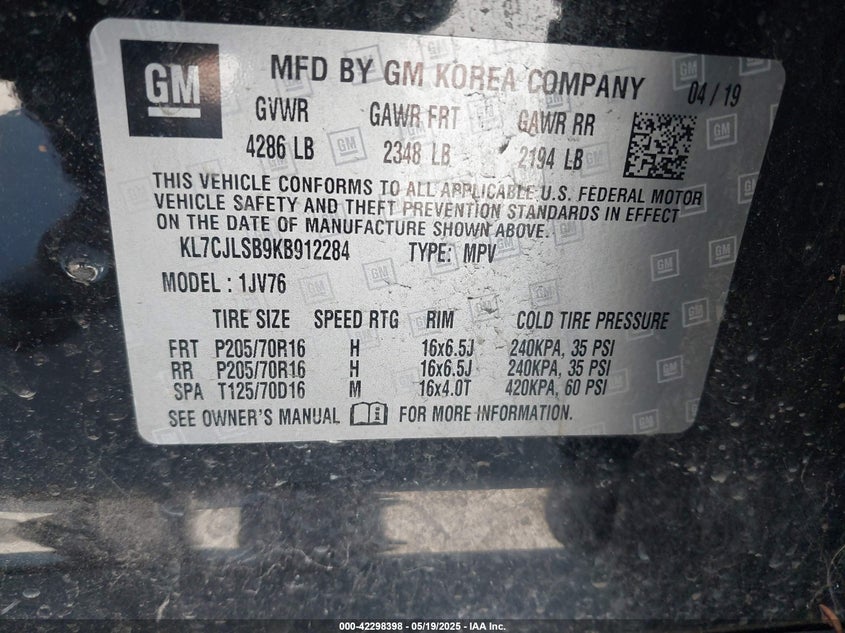 GM
MFD BY GM KOREA COMPANY 04 / 19
GVWR GAWR FRT GAWR RR
4286 LB 2348 LB 2194 LB
THIS VEHICLE CONFORMS TO ALL APPLICABLE U.S. FEDERAL MOTOR
VEHICLE SAFETY AND THEFT PREVENTION STANDARDS IN EFFECT
ON THE DATE OF MANUFACTURE SHOWN ABOVE.
KL7CJLSB9KB912284 TYPE: MPV
MODEL : 1JV76
TIRE SIZE SPEED RTG RIM COLD TIRE PRESSURE
FRT P205/70R16 H 16x6.5J 240KPA, 35 PSI
RR P205/70R16 H 16x6.5J 240KPA, 35 PSI
SPA T125/70D16 M 16x4.0T 420KPA, 60 PSI
SEE OWNER'S MANUAL FOR MORE INFORMATION.
000-42298398 - 05/19/2025 - IAA Inc.